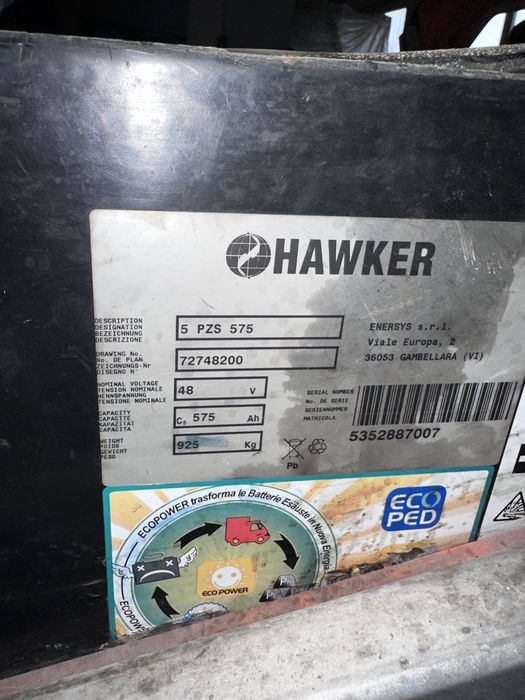 HAWKER
DESCRIPTION
DESIGNATION
BEZEICHNUNG
DESCRIZIONE
5 PZS 575
ENERSYS s.r.l.
Viale Europa, 2
36053 GAMBELLARA (VI)
DRAWING No.
No. DE PLAN
ZEICHNUNGS-Nr
DISEGNO N°
72748200
NOMINAL VOLTAGE
TENSION NOMINALE
NENNSPANNUNG
TENSIONE NOMINALE
48 V
CAPACITY
CAPACITE
KAPAZITAT
CAPACITA
C5 575 Ah
WEIGHT
POIDS
GEWICHT
PESO
925 Kg
SERIAL NUMBER
No. DE SERIE
SERIENNUMMER
MATRICOLA
5352887007
Pb
ECOPOWER trasforma le Batterie Esauste in Nuova Energia
ECO
PED
ECO POWER